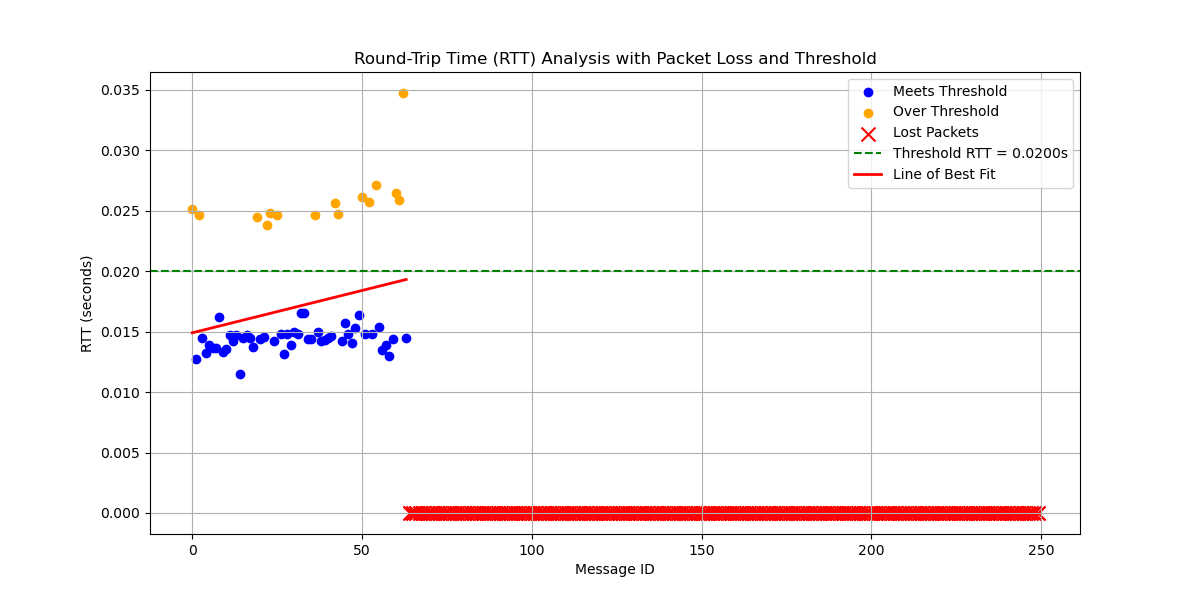 Round-Trip Time (RTT) Analysis with Packet Loss and Threshold
Meets Threshold
Over Threshold
Lost Packets
Threshold RTT = 0.0200s
Line of Best Fit
RTT (seconds)
0.035
0.030
0.025
0.020
0.015
0.010
0.005
0.000
0 50 100 150 200 250
Message ID